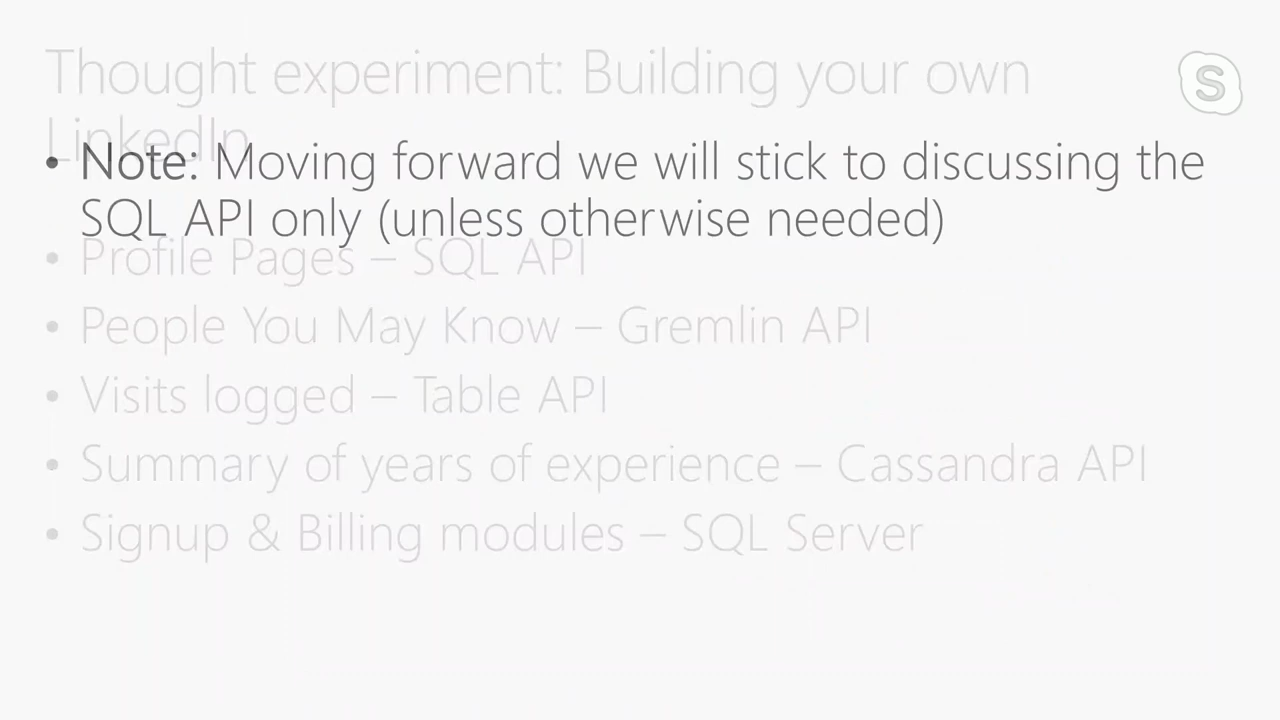 Thought experiment: Building your own
LinkedIn
• Note: Moving forward we will stick to discussing the
SQL API only (unless otherwise needed)
• Profile Pages – SQL API
• People You May Know – Gremlin API
• Visits logged – Table API
• Summary of years of experience – Cassandra API
• Signup & Billing modules – SQL Server
S